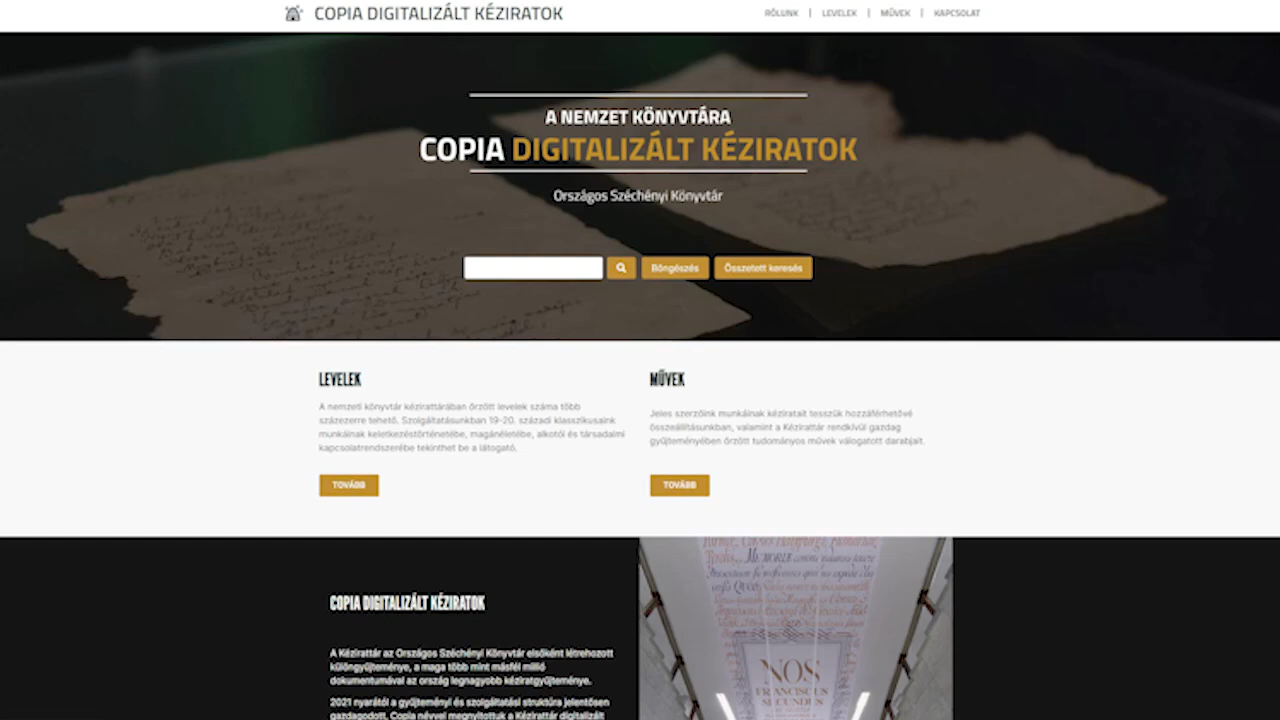 COPIA DIGITALIZÁLT KÉZIRATOK
RÓLUNK | LEVELEK | MŰVEK | KAPCSOLAT
A NEMZET KÖNYVTÁRA
COPIA DIGITALIZÁLT KÉZIRATOK
Országos Széchényi Könyvtár
Böngészés
Összetett keresés
LEVELEK
A nemzeti könyvtár kézirattárában őrzött levelek száma több
százezerre tehető. Szolgáltatásunkban 19-20. századi klasszikusaink
munkáinak keletkezéstörténetébe, magánéletébe, alkotói és társadalmi
kapcsolatrendszerébe tekinthet be a látogató.
TOVÁBB
MŰVEK
Jeles szerzőink munkáinak kéziratait tesszük hozzáférhetővé
összeállításunkban, valamint a Kézirattár rendkívül gazdag
gyűjteményében őrzött tudományos művek válogatott darabjait.
TOVÁBB
COPIA DIGITALIZÁLT KÉZIRATOK
A Kézirattár az Országos Széchényi Könyvtár elsőként létrehozott
különgyűjteménye, a maga több mint másfél millió
dokumentumával az ország legnagyobb kéziratgyűjteménye.
2021 nyarától a gyűjteményi és szolgáltatási struktúra jelentősen
gazdagodott. Copia névvel megnyitottuk a Kézirattár digitalizált
NOS
FRANCISCUS
SECUNDUS